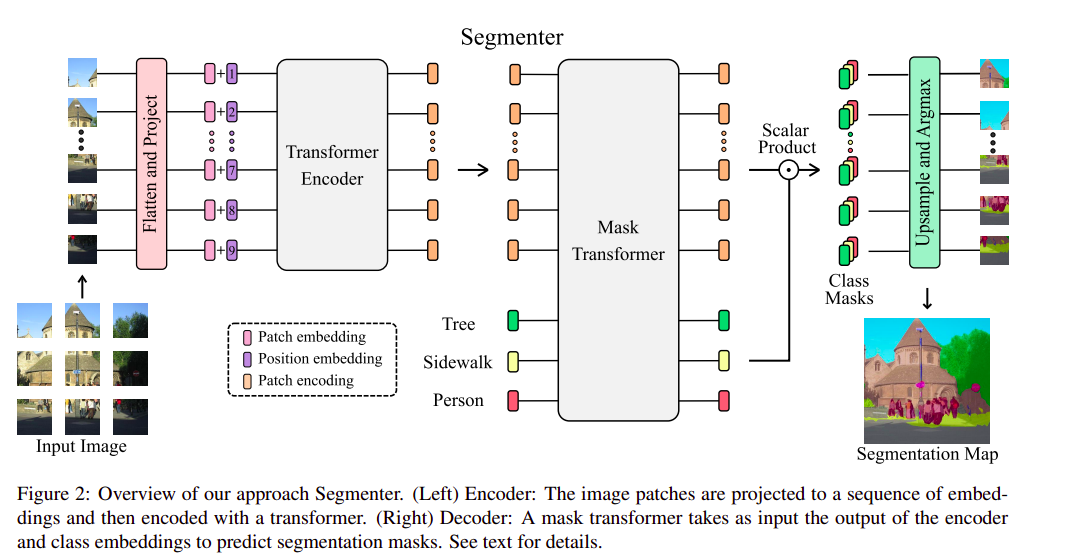 Segmenter
Flatten and Project
+1
+2
+7
+8
+9
Transformer
Encoder
Mask
Transformer
Scalar
Product
Upsample and Argmax
Class
Masks
Tree
Sidewalk
Person
Patch embedding
Position embedding
Patch encoding
Input Image
Segmentation Map
Figure 2: Overview of our approach Segmenter. (Left) Encoder: The image patches are projected to a sequence of embed-
dings and then encoded with a transformer. (Right) Decoder: A mask transformer takes as input the output of the encoder
and class embeddings to predict segmentation masks. See text for details.